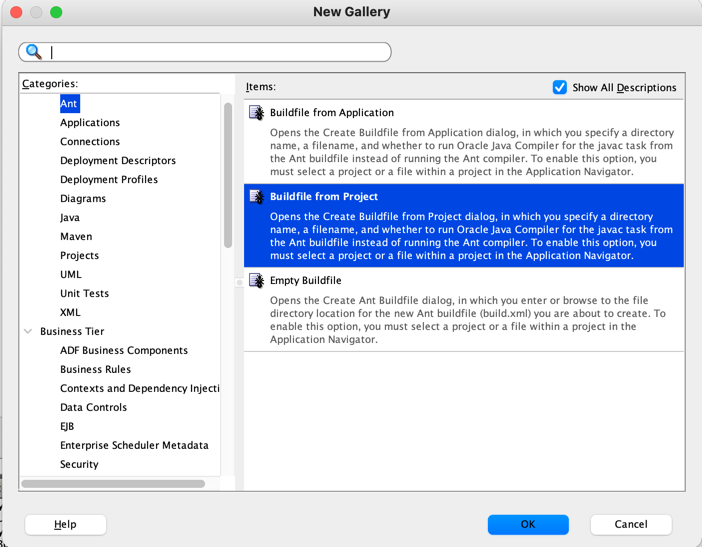 New Gallery
Categories:
Ant
Applications
Connections
Deployment Descriptors
Deployment Profiles
Diagrams
Java
Maven
Projects
UML
Unit Tests
XML
Business Tier
ADF Business Components
Business Rules
Contexts and Dependency Injecti
Data Controls
EJB
Enterprise Scheduler Metadata
Security
Items:
Show All Descriptions
Buildfile from Application
Opens the Create Buildfile from Application dialog, in which you specify a directory
name, a filename, and whether to run Oracle Java Compiler for the javac task from
the Ant buildfile instead of running the Ant compiler. To enable this option, you
must select a project or a file within a project in the Application Navigator.
Buildfile from Project
Opens the Create Buildfile from Project dialog, in which you specify a directory
name, a filename, and whether to run Oracle Java Compiler for the javac task from
the Ant buildfile instead of running the Ant compiler. To enable this option, you
must select a project or a file within a project in the Application Navigator.
Empty Buildfile
Opens the Create Ant Buildfile dialog, in which you enter or browse to the file
directory location for the new Ant buildfile (build.xml) you are about to create. To
enable this option, you must select a project or a file within a project in the
Application Navigator.
Help
OK
Cancel